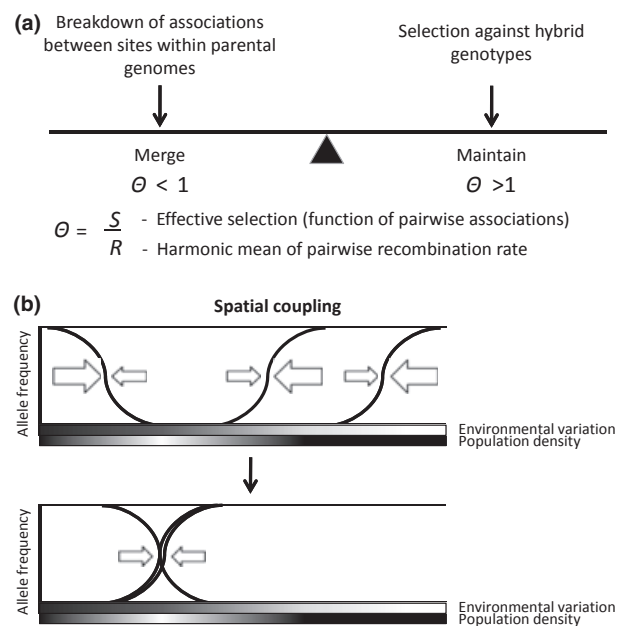 (a)
Breakdown of associations
between sites within parental
genomes
Selection against hybrid
genotypes
Merge
Maintain
Θ < 1
Θ >1
Θ = S - Effective selection (function of pairwise associations)
R - Harmonic mean of pairwise recombination rate
(b)
Spatial coupling
Allele frequency
Environmental variation
Population density
Allele frequency
Environmental variation
Population density